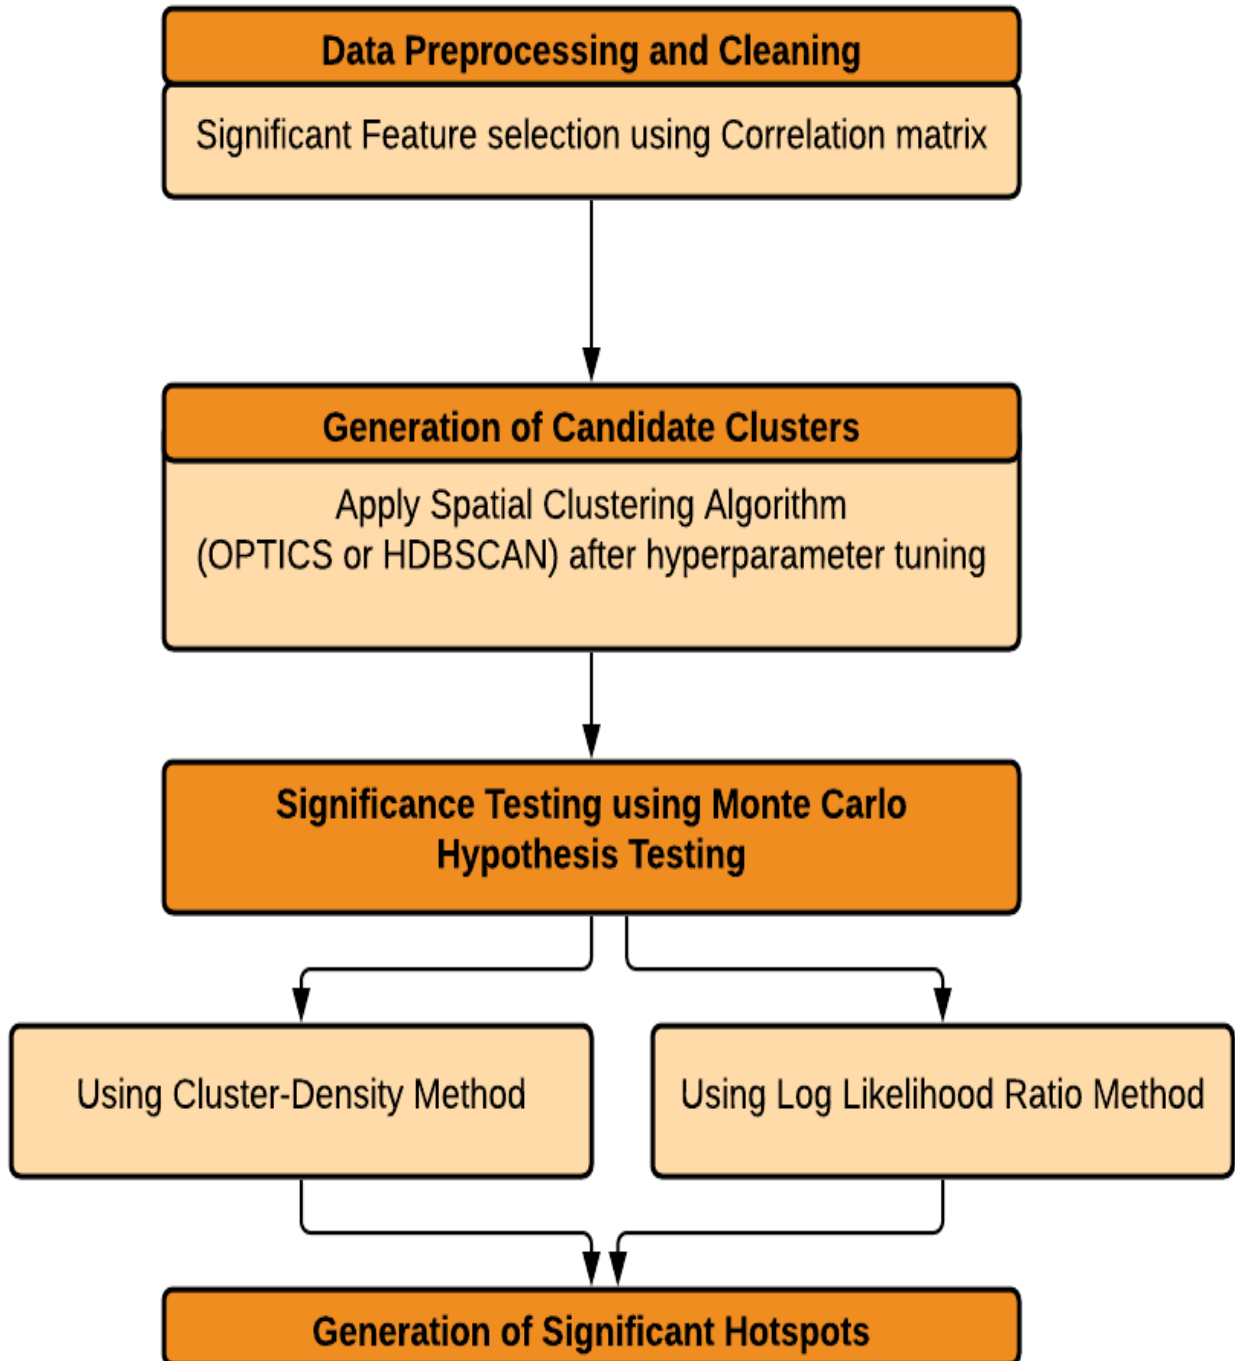 Data Preprocessing and Cleaning
Significant Feature selection using Correlation matrix
Generation of Candidate Clusters
Apply Spatial Clustering Algorithm
(OPTICS or HDBSCAN) after hyperparameter tuning
Significance Testing using Monte Carlo
Hypothesis Testing
Using Cluster-Density Method
Using Log Likelihood Ratio Method
Generation of Significant Hotspots